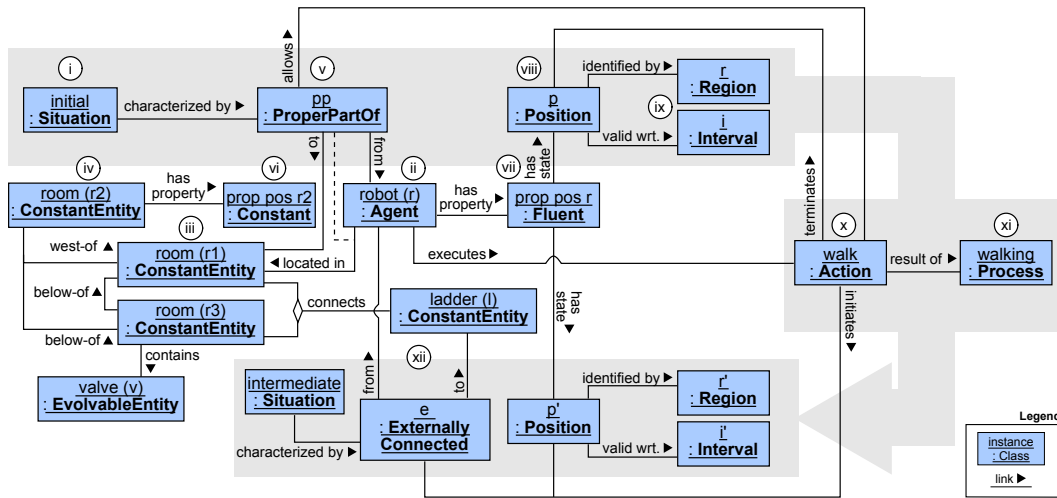 allows
i
v
viii
initial
: Situation
characterized by
pp
: ProperPartOf
p
: Position
identified by
r
: Region
ix
valid wrt.
i
: Interval
to
from
has
state
terminates
iv
vi
ii
vii
room (r2)
: ConstantEntity
has
property
prop pos r2
: Constant
robot (r)
: Agent
has
property
prop pos r
: Fluent
iii
x
xi
west-of
room (r1)
: ConstantEntity
located in
executes
walk
: Action
result of
walking
: Process
below-of
connects
ladder (l)
: ConstantEntity
has
state
initiates
room (r3)
: ConstantEntity
below-of
contains
xii
valve (v)
: EvolvableEntity
intermediate
: Situation
from
to
characterized by
e
: Externally
Connected
p'
: Position
identified by
r'
: Region
valid wrt.
i'
: Interval
Legend
instance
: Class
link